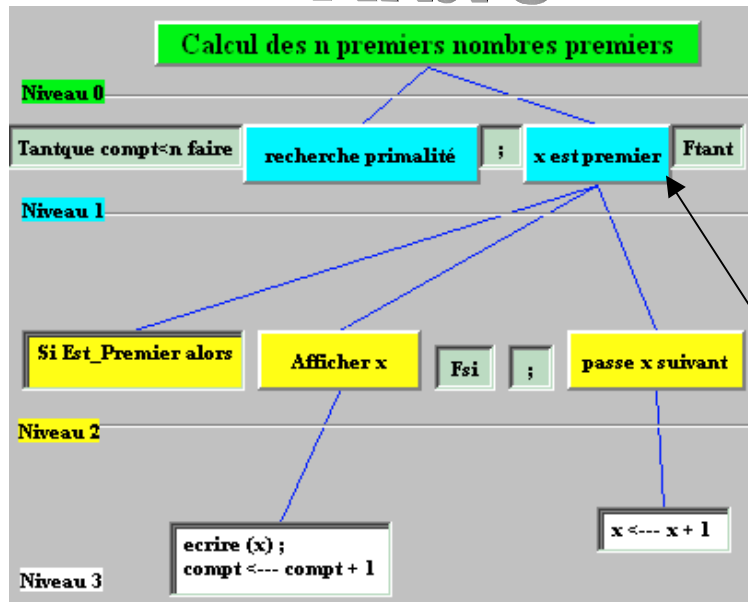 Calcul des n premiers nombres premiers
Niveau 0
Tantque compt<n faire recherche primalité ; x est premier Ftant
Niveau 1
Si Est_Premier alors Afficher x Fsi ; passe x suivant
Niveau 2
ecrire (x) ;
compt <--- compt + 1
x <--- x + 1
Niveau 3